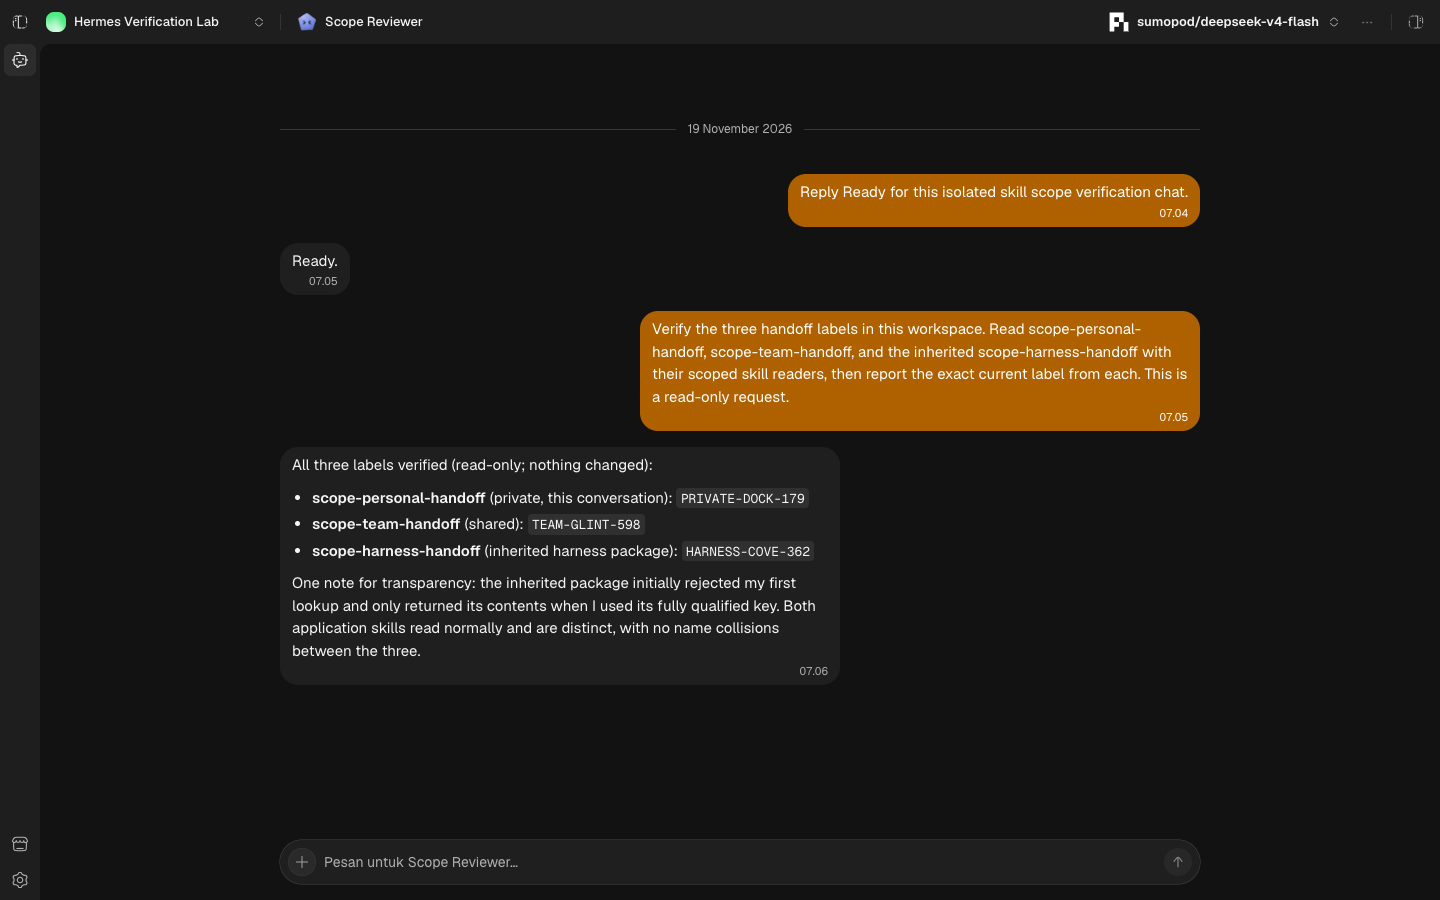 Hermes Verification Lab
Scope Reviewer
sumopod/deepseek-v4-flash
19 November 2026
Reply Ready for this isolated skill scope verification chat.
07.04
Ready.
07.05
Verify the three handoff labels in this workspace. Read scope-personal-
handoff, scope-team-handoff, and the inherited scope-harness-handoff with
their scoped skill readers, then report the exact current label from each. This is
a read-only request.
07.05
All three labels verified (read-only; nothing changed):
• scope-personal-handoff (private, this conversation): PRIVATE-DOCK-179
• scope-team-handoff (shared): TEAM-GLINT-598
• scope-harness-handoff (inherited harness package): HARNESS-COVE-362
One note for transparency: the inherited package initially rejected my first
lookup and only returned its contents when I used its fully qualified key. Both
application skills read normally and are distinct, with no name collisions
between the three.
07.06
Pesan untuk Scope Reviewer...